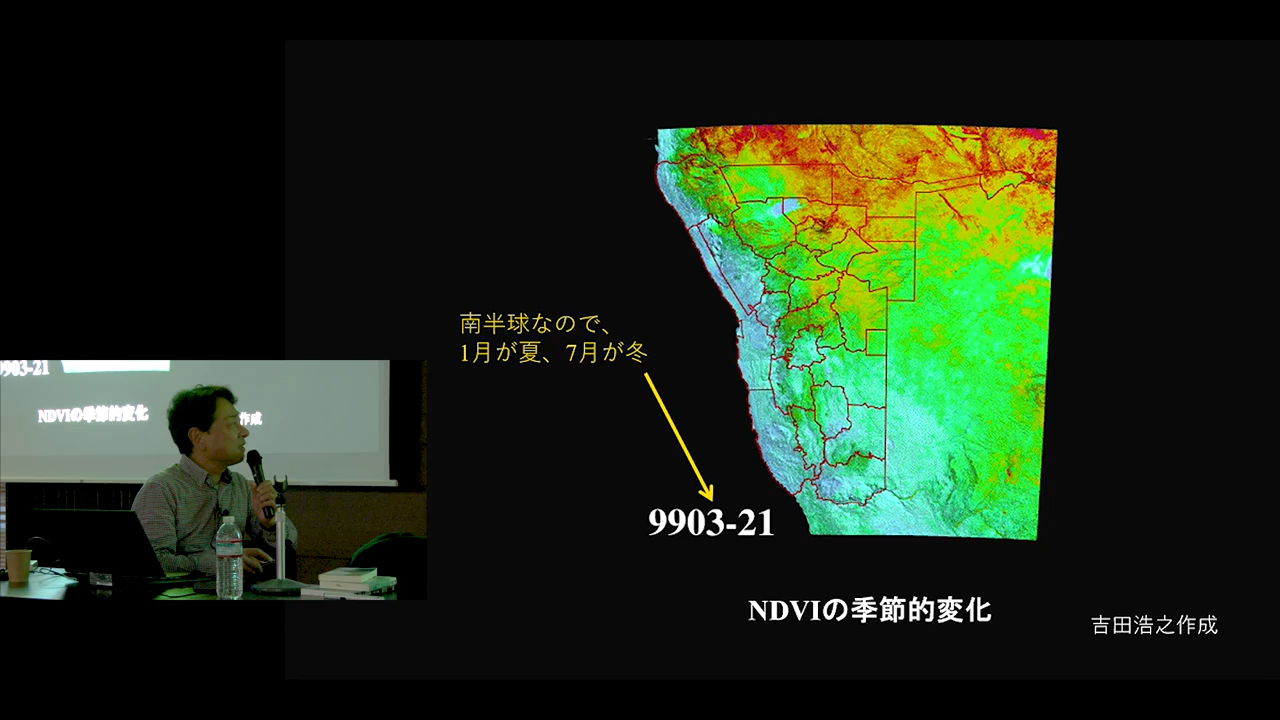 南半球なので、
1月が夏、7月が冬
9903-21
NDVIの季節的変化
吉田浩之作成
9903-21
NDVIの季節的変化
作成